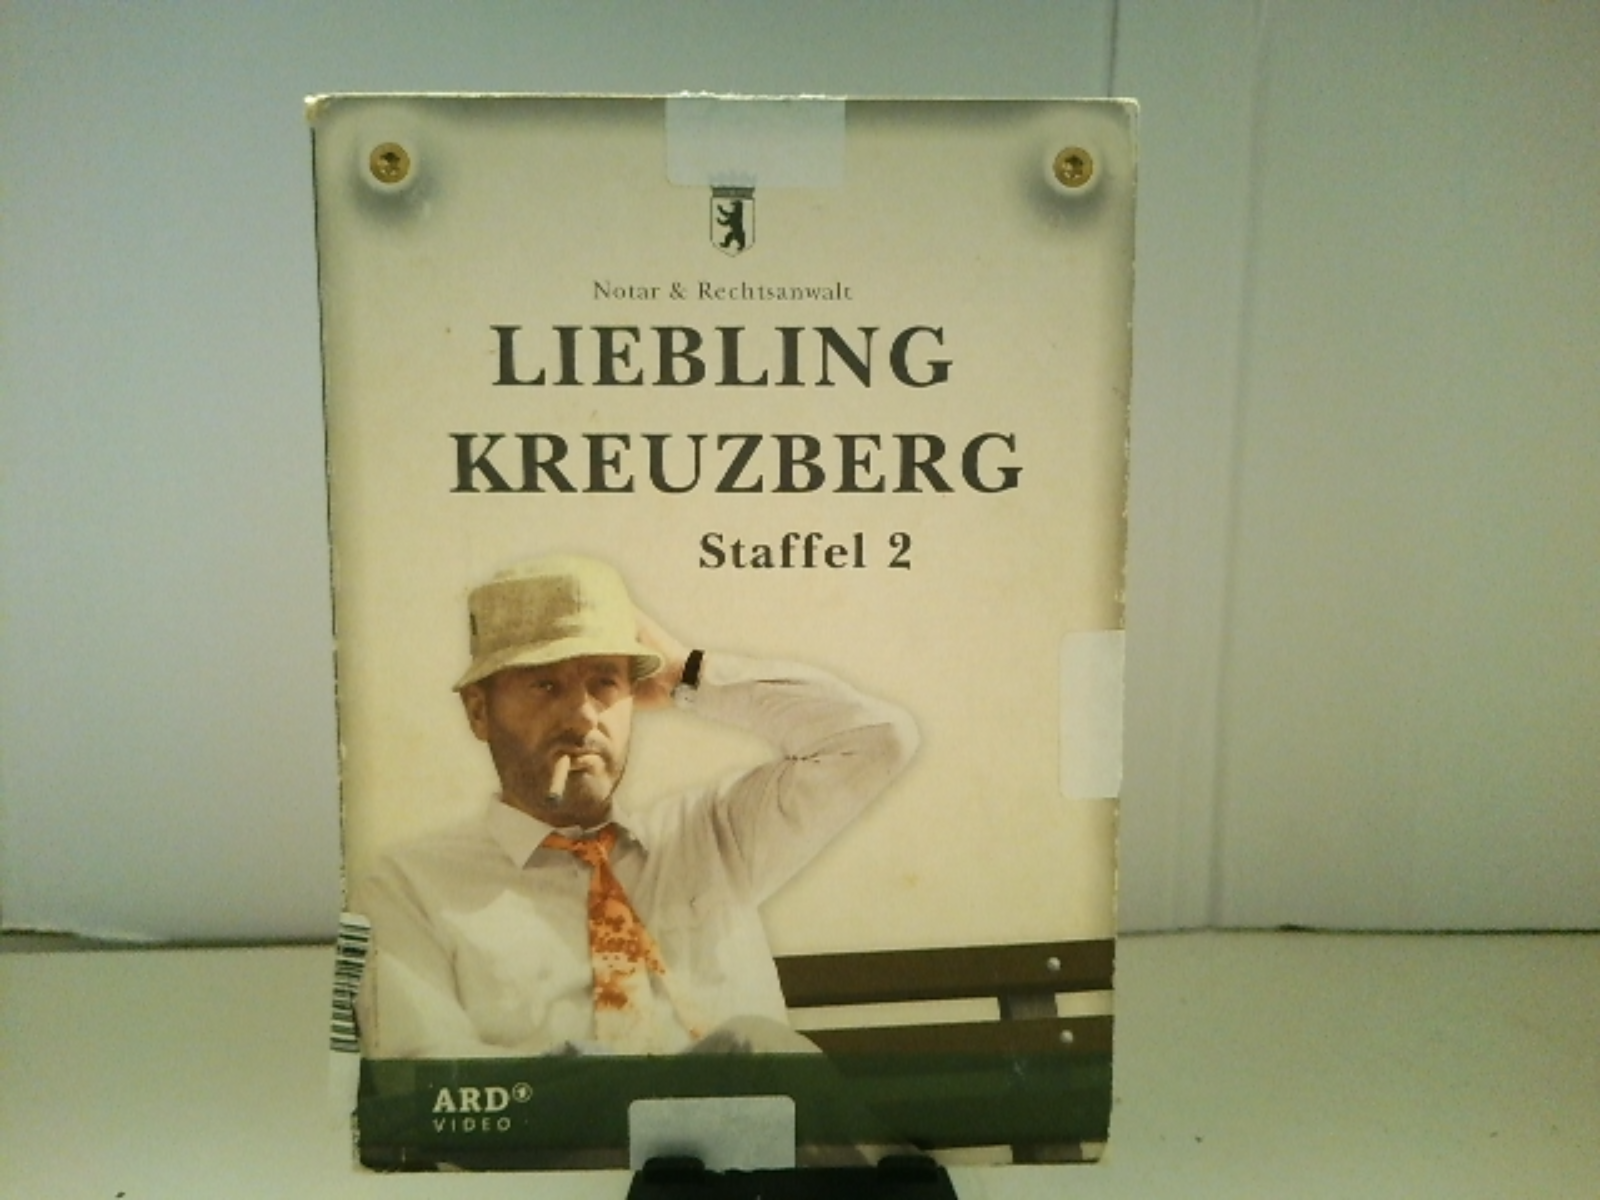 Notar & Rechtsanwalt
LIEBLING
KREUZBERG
Staffel 2
ARD
VIDEO